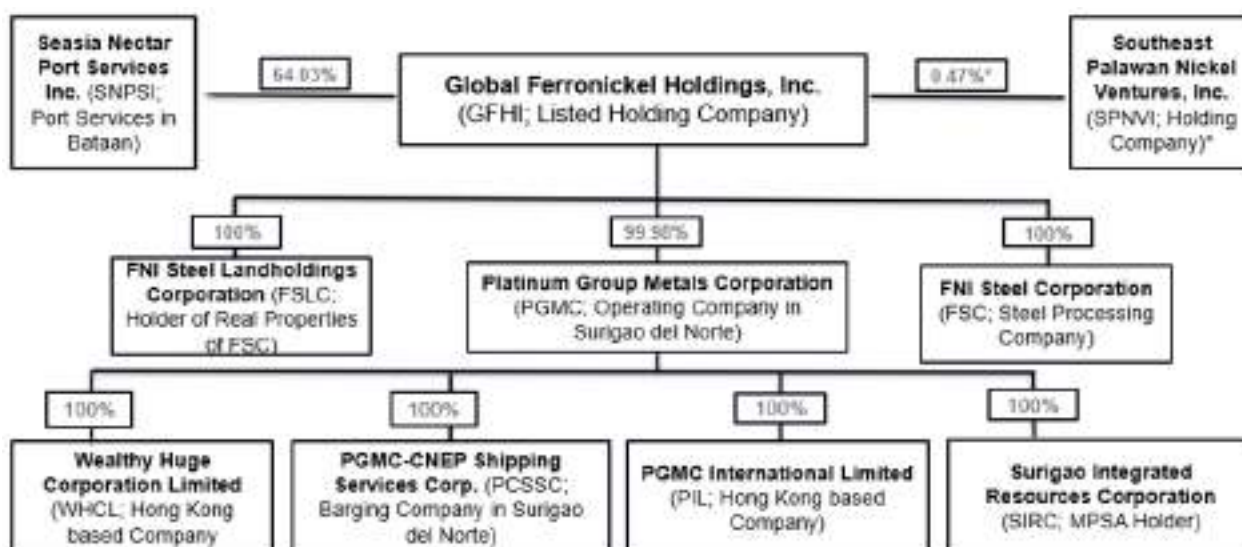 Seasia Nectar
Port Services
Inc. (SNPSI;
Port Services in
Bataan)
64.03%
Global Ferronickel Holdings, Inc.
(GFHI; Listed Holding Company)
0.47%*
Southeast
Palawan Nickel
Ventures, Inc.
(SPNVI; Holding
Company)*
100%
99.98%
100%
FNI Steel Landholdings
Corporation (FSLC;
Holder of Real Properties
of FSC)
Platinum Group Metals Corporation
(PGMC; Operating Company in
Surigao del Norte)
FNI Steel Corporation
(FSC; Steel Processing
Company)
100%
100%
100%
100%
Wealthy Huge
Corporation Limited
(WHCL; Hong Kong
based Company
PGMC-CNEP Shipping
Services Corp. (PCSSC;
Barging Company in Surigao
del Norte)
PGMC International Limited
(PIL; Hong Kong based
Company)
Surigao Integrated
Resources Corporation
(SIRC; MPSA Holder)